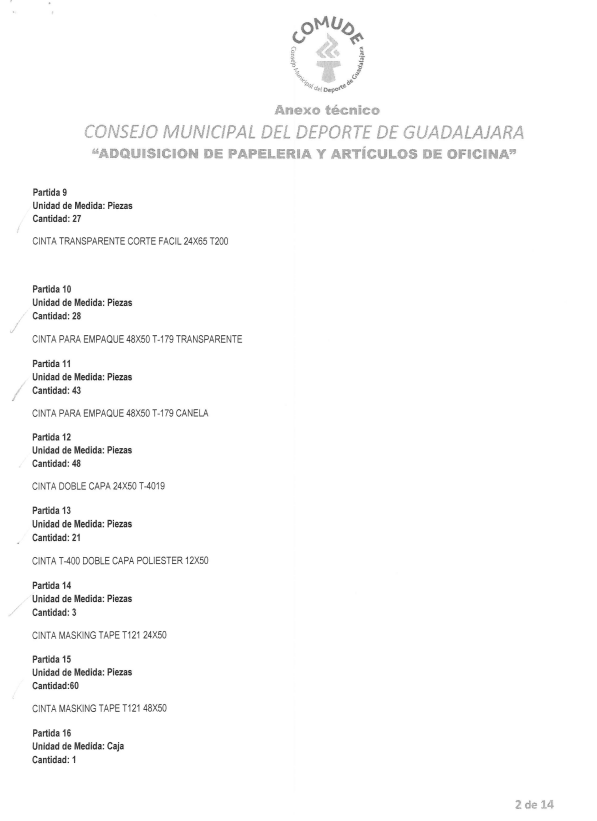 COMUDE
Consejo Municipal del Deporte de Guadalajara
Anexo técnico
CONSEJO MUNICIPAL DEL DEPORTE DE GUADALAJARA
“ADQUISICION DE PAPELERIA Y ARTÍCULOS DE OFICINA”
Partida 9
Unidad de Medida: Piezas
Cantidad: 27
CINTA TRANSPARENTE CORTE FACIL 24X65 T200
Partida 10
Unidad de Medida: Piezas
Cantidad: 28
CINTA PARA EMPAQUE 48X50 T-179 TRANSPARENTE
Partida 11
Unidad de Medida: Piezas
Cantidad: 43
CINTA PARA EMPAQUE 48X50 T-179 CANELA
Partida 12
Unidad de Medida: Piezas
Cantidad: 48
CINTA DOBLE CAPA 24X50 T-4019
Partida 13
Unidad de Medida: Piezas
Cantidad: 21
CINTA T-400 DOBLE CAPA POLIESTER 12X50
Partida 14
Unidad de Medida: Piezas
Cantidad: 3
CINTA MASKING TAPE T121 24X50
Partida 15
Unidad de Medida: Piezas
Cantidad:60
CINTA MASKING TAPE T121 48X50
Partida 16
Unidad de Medida: Caja
Cantidad: 1
2 de 14